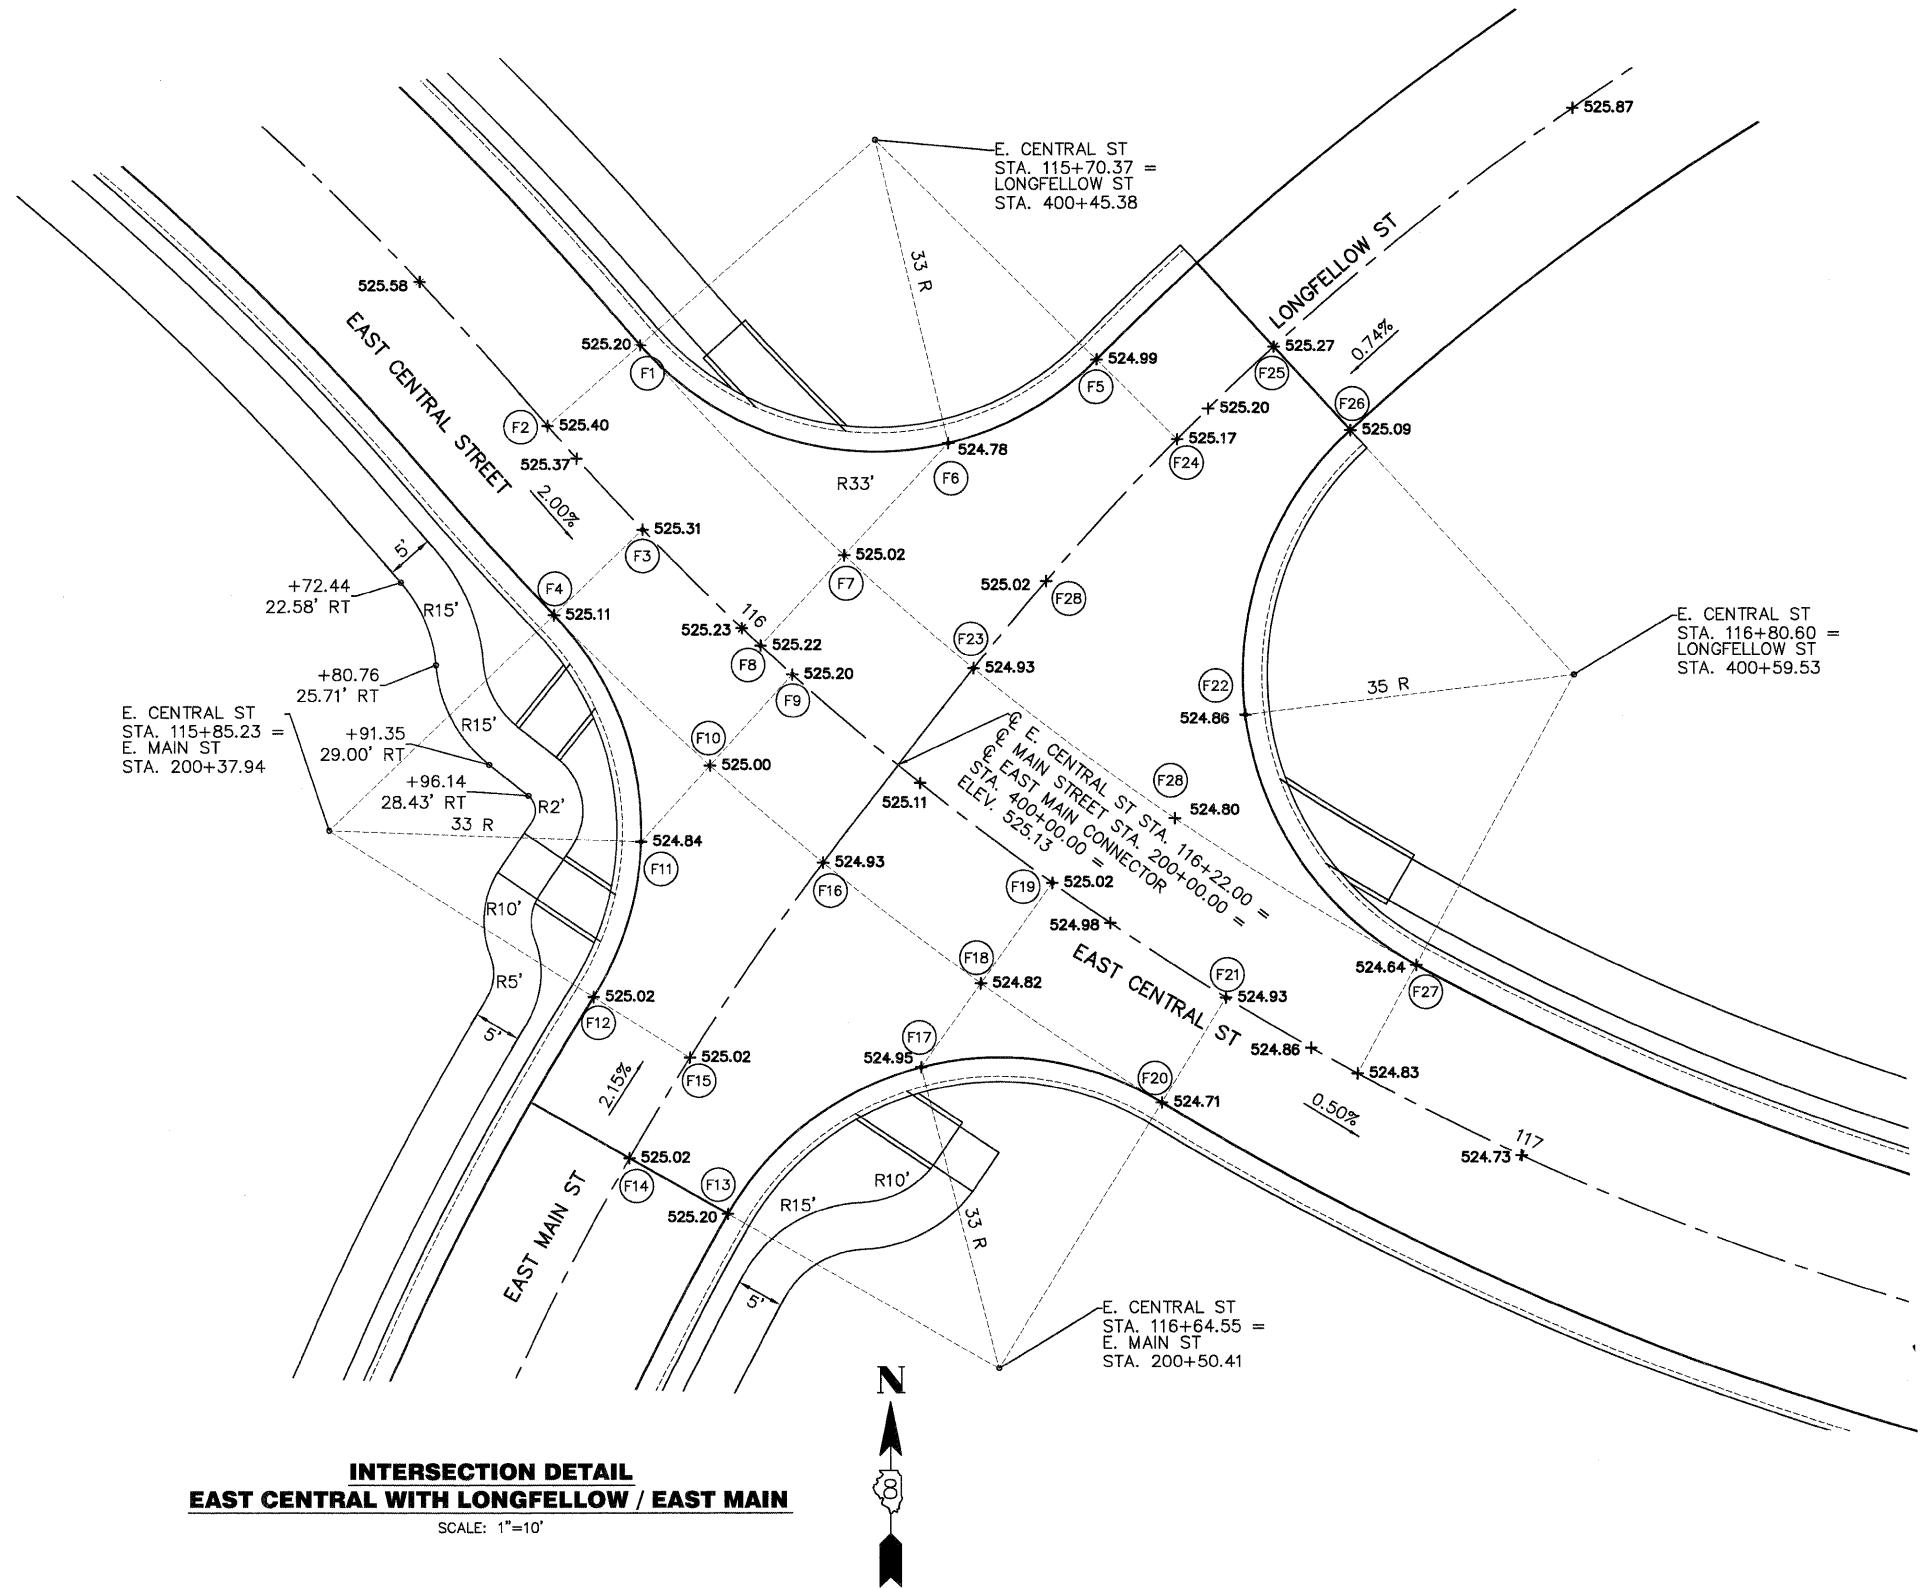 525.87
E. CENTRAL ST
STA. 115+70.37 =
LONGFELLOW ST
STA. 400+45.38
33 R
LONGFELLOW ST
525.58
EAST CENTRAL STREET
525.20
F1
524.99
F5
525.27
F25
0.74%
F26
525.09
F2
525.40
525.20
525.37
525.17
F24
524.78
F6
R33'
2.00%
525.31
F3
5'
525.02
F7
+72.44
22.58' RT
R15'
F4
525.11
525.02
F28
116
525.23
525.22
F8
F23
524.93
E. CENTRAL ST
STA. 116+80.60 =
LONGFELLOW ST
STA. 400+59.53
+80.76
25.71' RT
525.20
F9
F22
524.86
35 R
E. CENTRAL ST
STA. 115+85.23 =
E. MAIN ST
STA. 200+37.94
R15'
+91.35
29.00' RT
F10
525.00
℄ E. CENTRAL ST STA. 116+22.00 =
℄ MAIN STREET STA. 200+00.00 =
℄ EAST MAIN CONNECTOR
STA. 400+00.00 =
ELEV. 525.13
+96.14
28.43' RT
R2'
525.11
F28
524.80
33 R
524.84
F11
524.93
F16
F19
525.02
R10'
524.98
EAST CENTRAL ST
F18
524.82
R5'
525.02
F12
F21
524.93
524.64
F27
5'
F17
524.95
525.02
F15
524.86
524.83
2.15%
F20
524.71
0.50%
117
524.73
525.02
F14
F13
525.20
R10'
R15'
33 R
EAST MAIN ST
5'
E. CENTRAL ST
STA. 116+64.55 =
E. MAIN ST
STA. 200+50.41
N
8
INTERSECTION DETAIL
EAST CENTRAL WITH LONGFELLOW / EAST MAIN
SCALE: 1"=10'